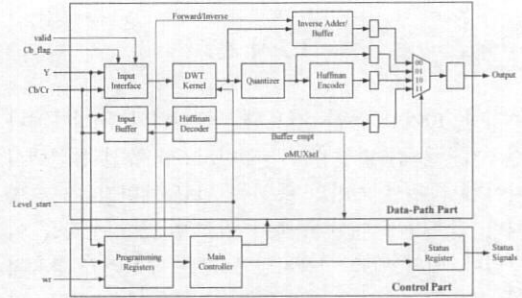 Forward/Inverse
Inverse Adder/
Buffer
valid
Cb_flag
Y
Cb/Cr
Input
Interface
DWT
Kernel
Quantizer
Huffman
Encoder
00
01
10
11
Output
Input
Buffer
Huffman
Decoder
Buffer_empt
oMUXsel
Level_start
Data-Path Part
Programming
Registers
Main
Controller
Status
Register
Status
Signals
wr
Control Part